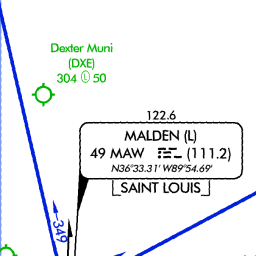 Dexter Muni
(DXE)
304 Ⓛ 50
122.6
MALDEN (L)
49 MAW (111.2)
N36°33.31' W89°54.69'
SAINT LOUIS
349